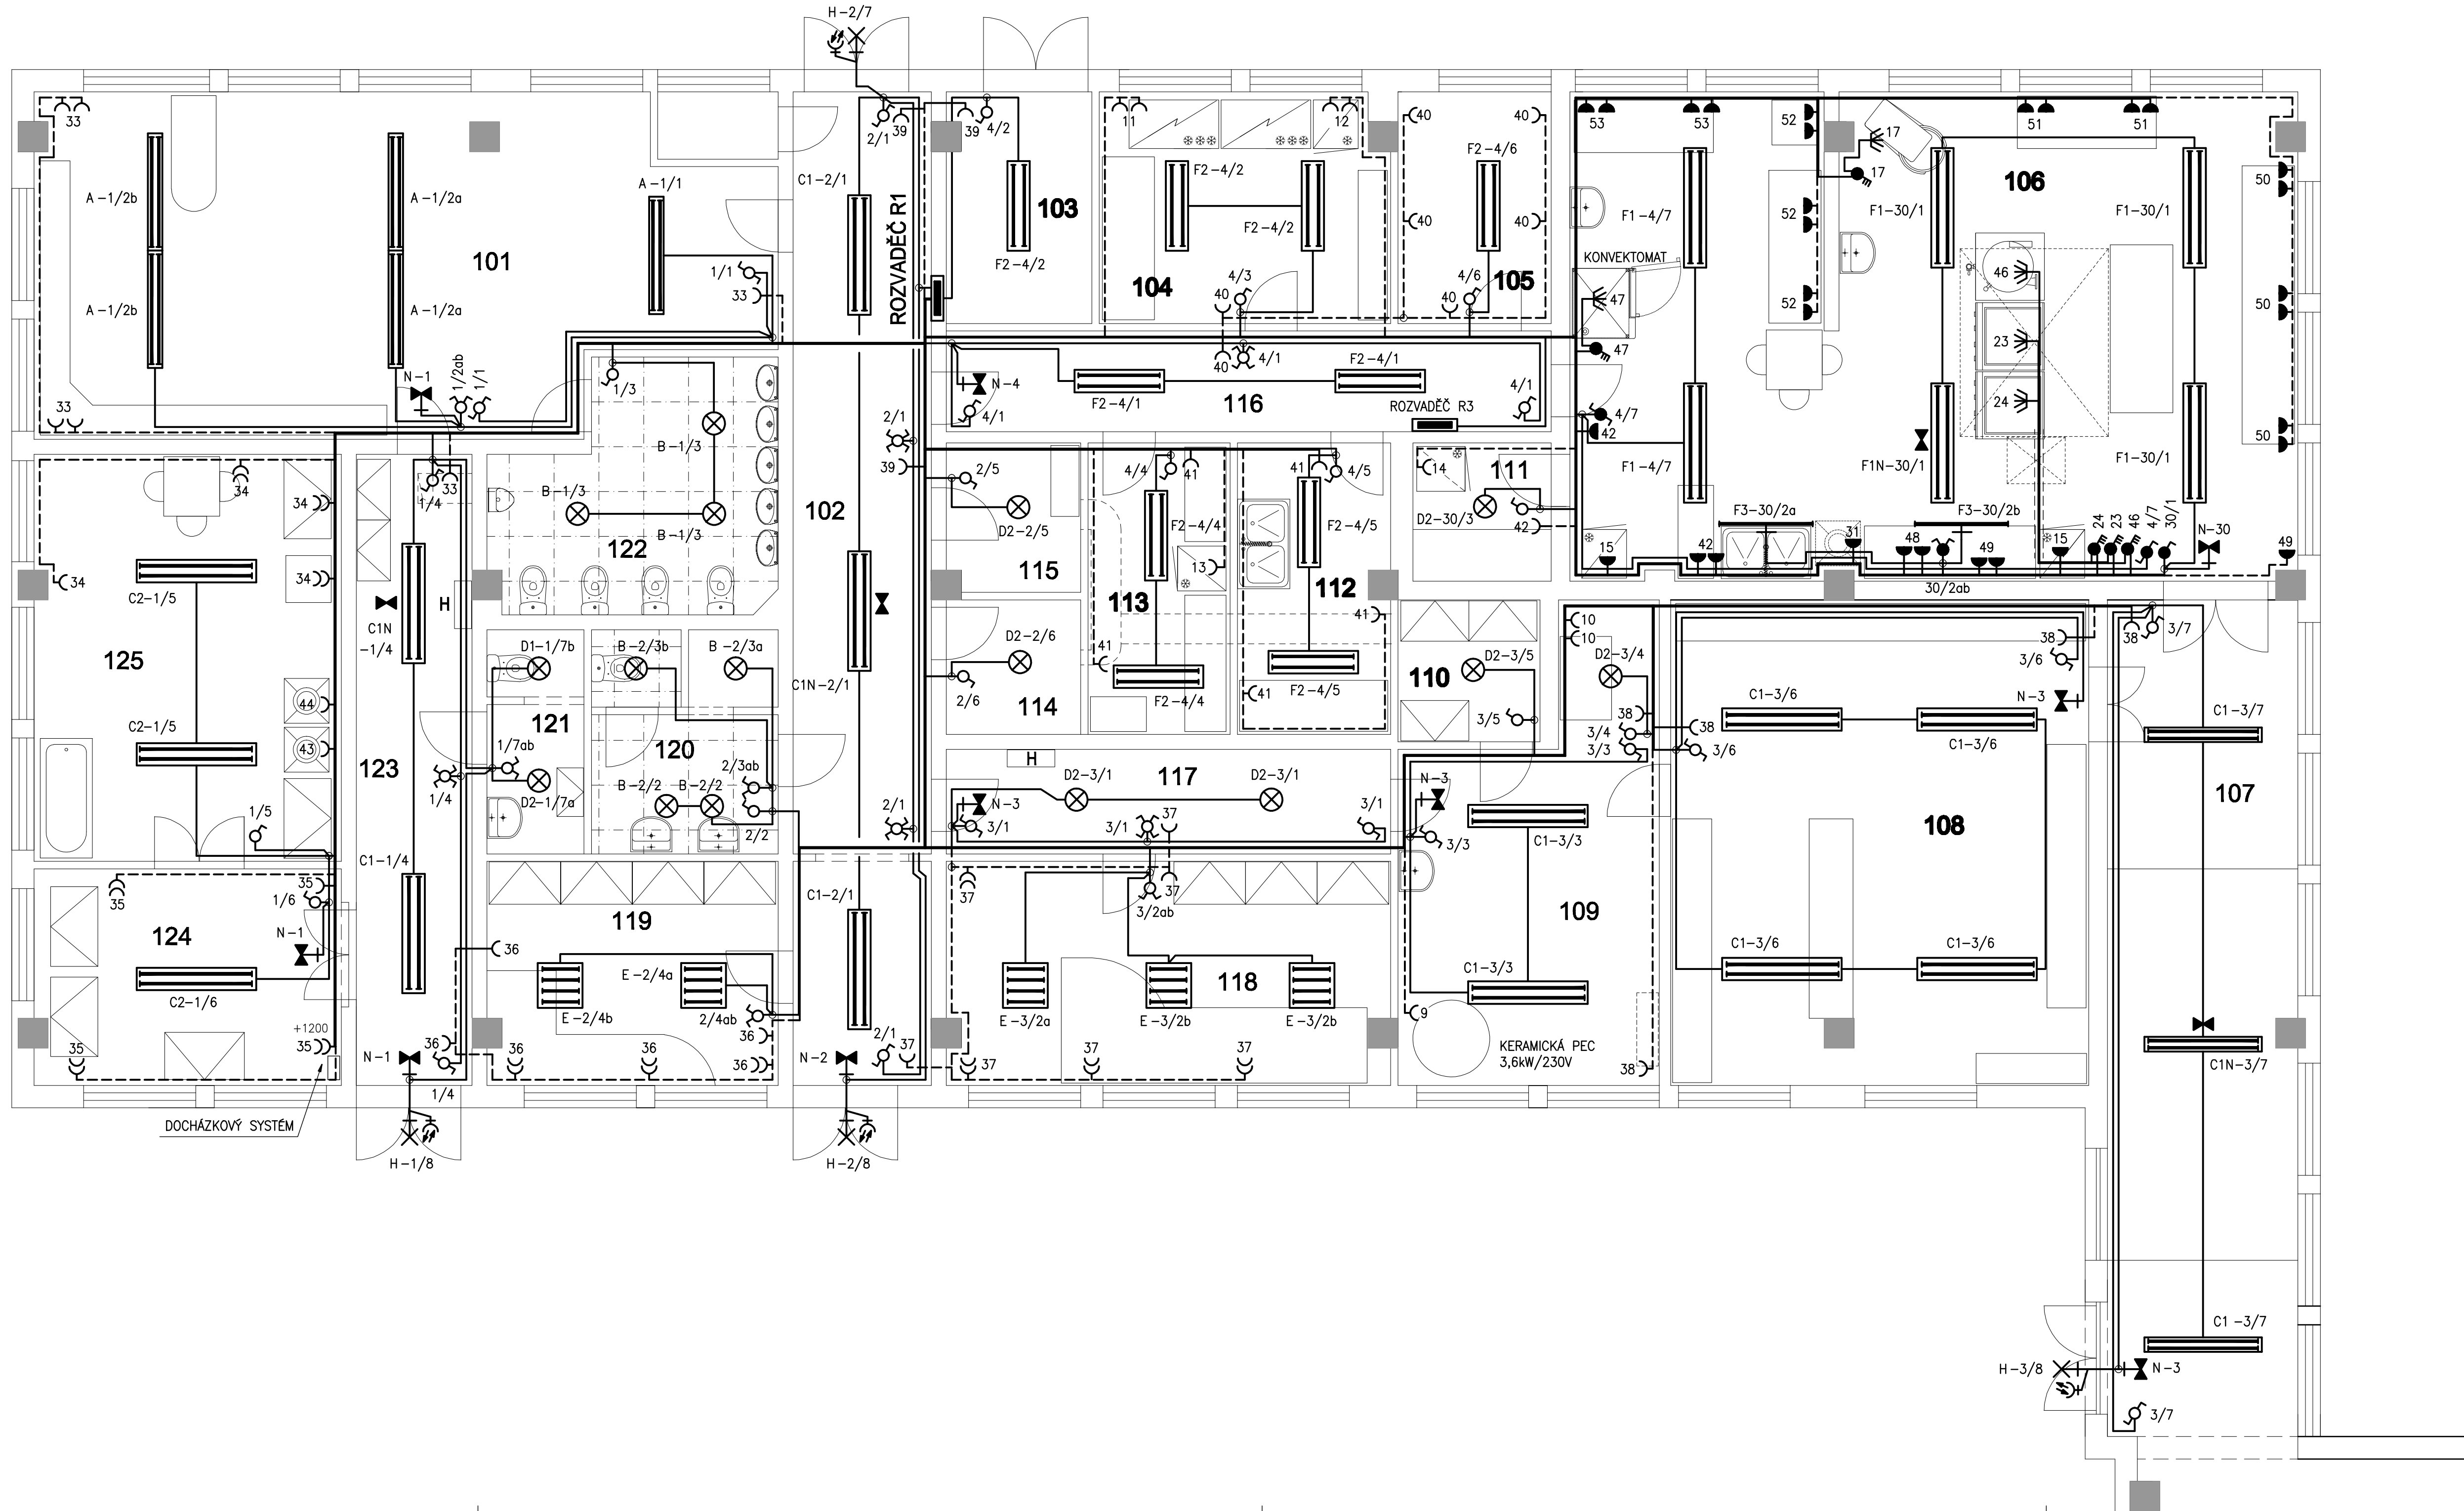 H-2/7
33
2/1
39
39
4/2
11
12
40
40
53
53
52
17
51
51
A-1/2b
A-1/2a
A-1/1
C1-2/1
ROZVADĚČ R1
103
F2-4/2
F2-4/6
17
106
50
F1-4/7
52
F1-30/1
F1-30/1
40
40
F2-4/2
101
1/1
33
F2-4/2
104
4/3
40
4/6
40
105
KONVEKTOMAT
47
52
46
50
A-1/2b
A-1/2a
47
23
N-1
1/2ab
1/1
1/3
N-4
40
4/1
F2-4/1
F2-4/1
116
4/1
4/1
ROZVADĚČ R3
4/7
42
24
33
2/1
B-1/3
50
39
34
34
1/4
33
B-1/3
B-1/3
102
2/5
D2-2/5
4/4
41
F2-4/4
41
4/5
F2-4/5
14
111
D2-30/3
42
F1-4/7
F1N-30/1
F1-30/1
F3-30/2a
F3-30/2b
122
15
42
31
48
49
15
24
23
46
4/7
30/1
N-30
49
30/2ab
34
34
C2-1/5
C1N
-1/4
H
115
13
113
112
125
D1-1/7b
B-2/3b
B-2/3a
C1N-2/1
D2-2/6
2/6
114
41
F2-4/4
41
41
F2-4/5
110
D2-3/5
3/5
10
10
D2-3/4
38
3/4
3/3
38
3/6
38
3/6
N-3
38
3/7
44
C2-1/5
43
123
121
1/7ab
1/4
D2-1/7a
120
2/3ab
B-2/2
B-2/2
2/2
H
117
D2-3/1
D2-3/1
N-3
3/1
3/1
37
3/1
2/1
N-3
3/3
C1-3/3
C1-3/6
C1-3/6
108
C1-3/7
107
1/5
C1-1/4
35
35
1/6
124
N-1
C2-1/6
+1200
35
35
DOCHÁZKOVÝ SYSTÉM
119
36
E-2/4a
E-2/4b
2/4ab
36
36
36
36
36
N-1
1/4
H-1/8
C1-2/1
2/1
37
N-2
H-2/8
37
37
3/2ab
118
E-3/2a
E-3/2b
E-3/2b
37
37
37
109
C1-3/3
9
KERAMICKÁ PEC
3,6kW/230V
38
C1-3/6
C1-3/6
C1N-3/7
C1-3/7
H-3/8
N-3
3/7